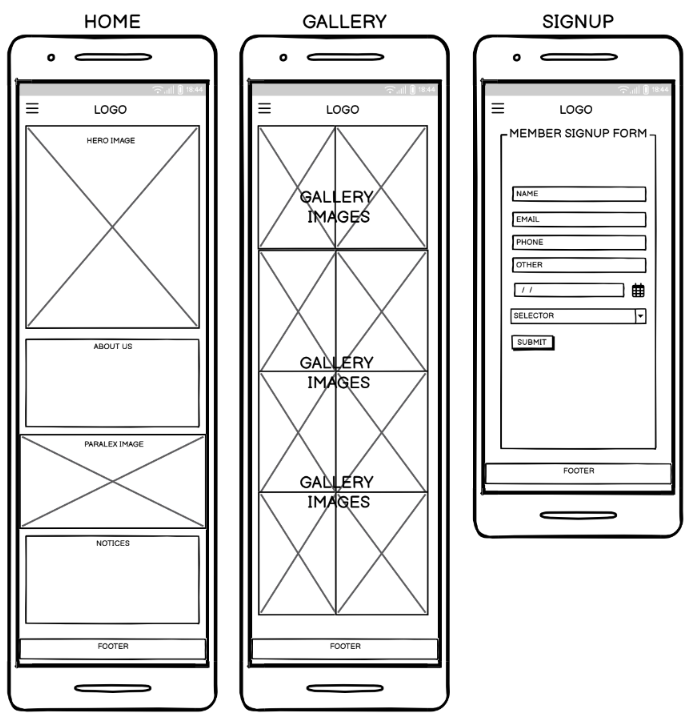 HOME
18:44
LOGO
HERO IMAGE
ABOUT US
PARALEX IMAGE
NOTICES
FOOTER
GALLERY
18:44
LOGO
GALLERY
IMAGES
GALLERY
IMAGES
GALLERY
IMAGES
FOOTER
SIGNUP
18:44
LOGO
MEMBER SIGNUP FORM
NAME
EMAIL
PHONE
OTHER
/ /
SELECTOR
SUBMIT
FOOTER